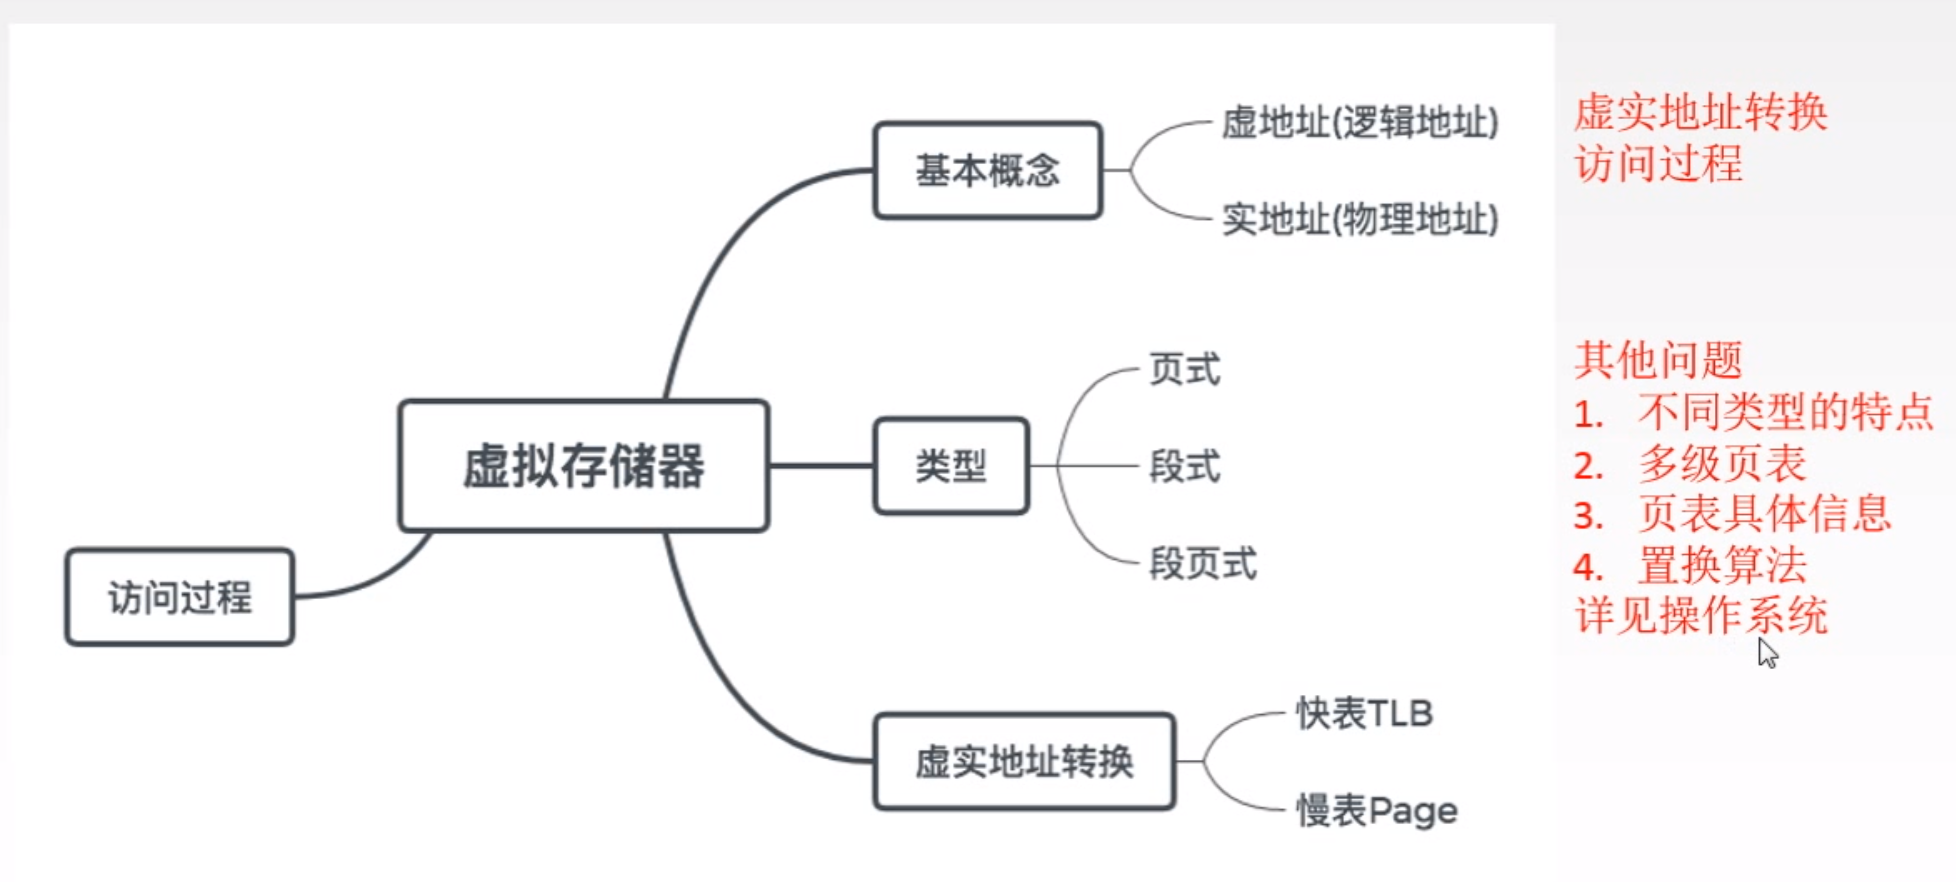 虚拟存储器
基本概念
虚地址(逻辑地址)
实地址(物理地址)
类型
页式
段式
段页式
虚实地址转换
快表TLB
慢表Page
访问过程
虚实地址转换
访问过程
其他问题
1. 不同类型的特点
2. 多级页表
3. 页表具体信息
4. 置换算法
详见操作系统